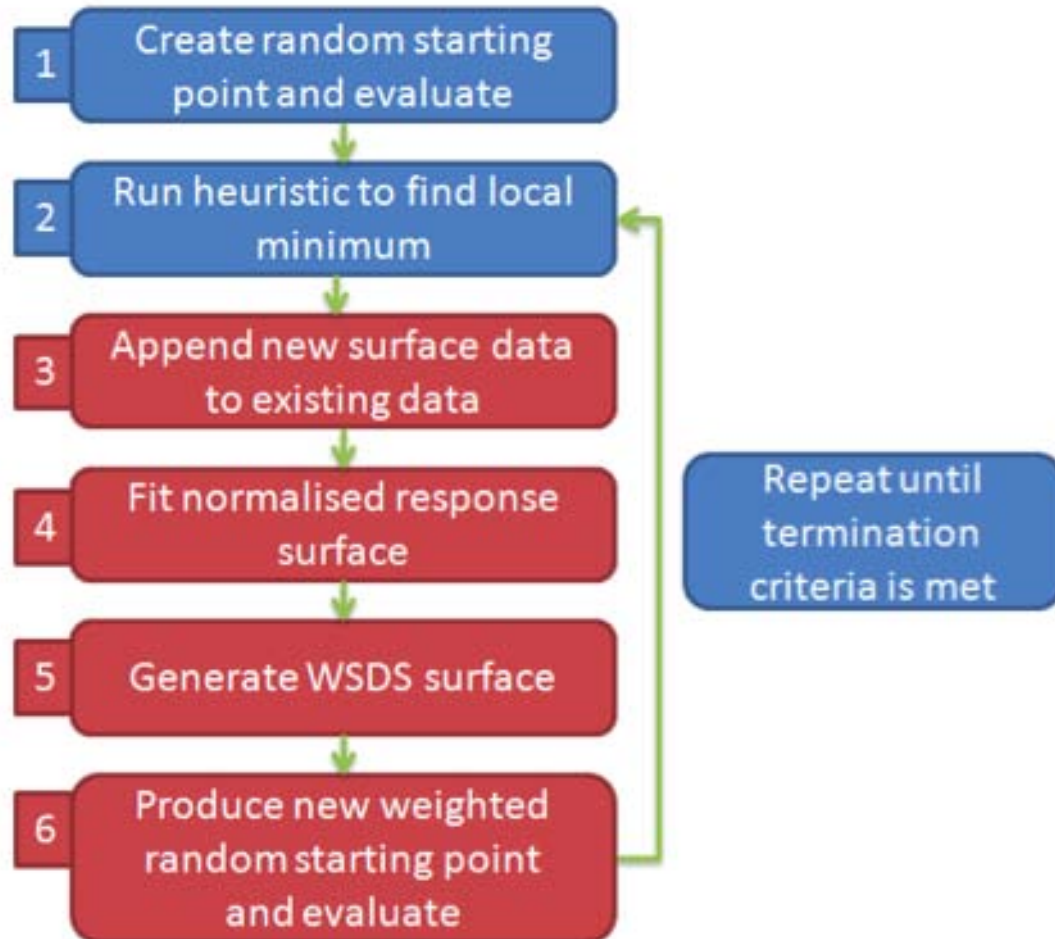 1
Create random starting
point and evaluate
2
Run heuristic to find local
minimum
3
Append new surface data
to existing data
4
Fit normalised response
surface
5
Generate WSDS surface
6
Produce new weighted
random starting point
and evaluate
Repeat until
termination
criteria is met